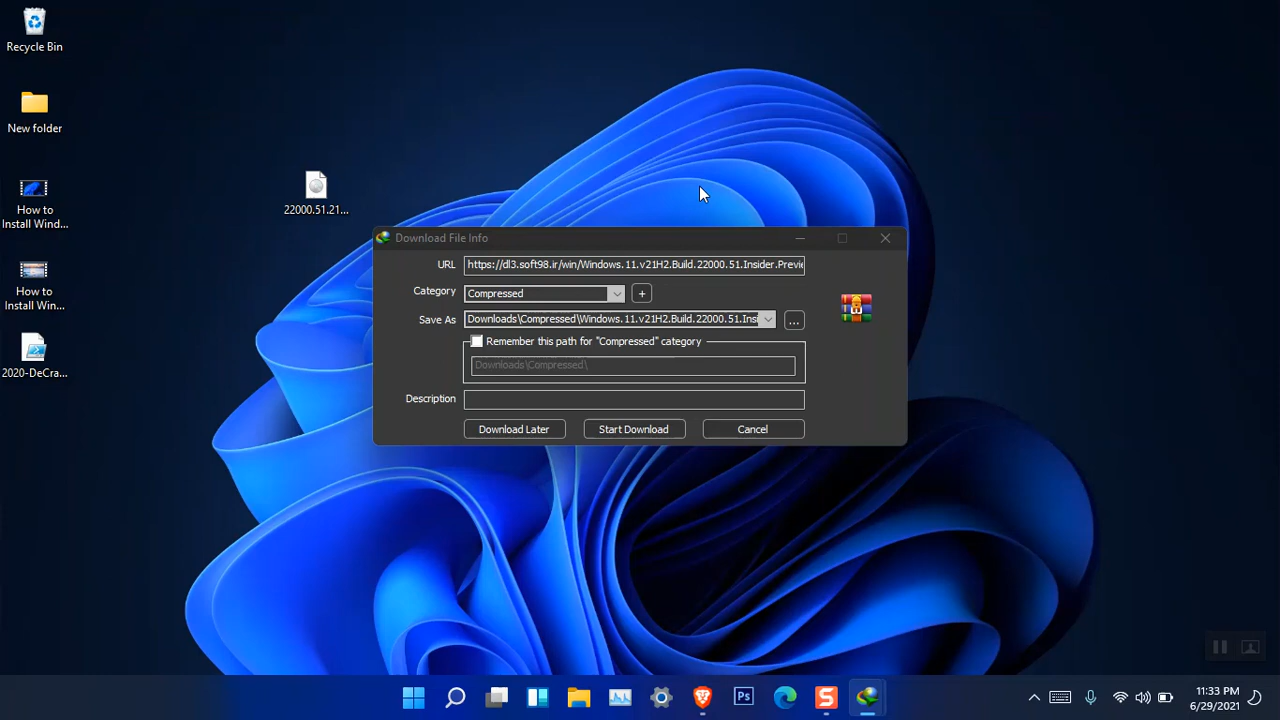 Recycle Bin
New folder
How to
Install Wind...
How to
Install Win...
2020-DeCra...
22000.51.21...
Download File Info
URL
https://dl3.soft98.ir/win/Windows.11.v21H2.Build.22000.51.Insider.Previe
Category
Compressed
+
Save As
Downloads\Compressed\Windows.11.v21H2.Build.22000.51.Insi
...
Remember this path for "Compressed" category
Downloads\Compressed\
Description
Download Later
Start Download
Cancel
Ps
S
11:33 PM
6/29/2021